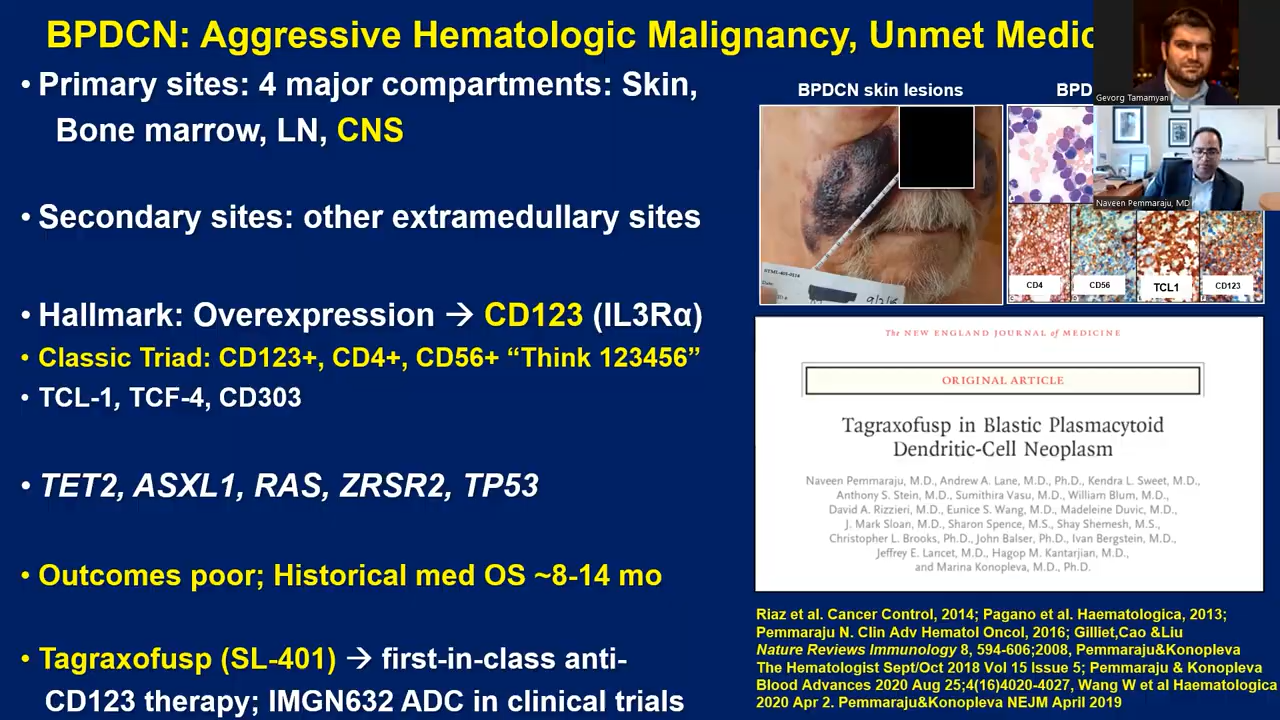 BPDCN: Aggressive Hematologic Malignancy, Unmet Medic
• Primary sites: 4 major compartments: Skin,
Bone marrow, LN, CNS
• Secondary sites: other extramedullary sites
• Hallmark: Overexpression → CD123 (IL3Rα)
• Classic Triad: CD123+, CD4+, CD56+ “Think 123456”
• TCL-1, TCF-4, CD303
• TET2, ASXL1, RAS, ZRSR2, TP53
• Outcomes poor; Historical med OS ~8-14 mo
• Tagraxofusp (SL-401) → first-in-class anti-
CD123 therapy; IMGN632 ADC in clinical trials
BPDCN skin lesions
BPD
Gevorg Tamamyan
Naveen Pemmaraju, MD
CD4
CD56
TCL1
CD123
The NEW ENGLAND JOURNAL of MEDICINE
ORIGINAL ARTICLE
Tagraxofusp in Blastic Plasmacytoid
Dendritic-Cell Neoplasm
Naveen Pemmaraju, M.D., Andrew A. Lane, M.D., Ph.D., Kendra L. Sweet, M.D.,
Anthony S. Stein, M.D., Sumithira Vasu, M.D., William Blum, M.D.,
David A. Rizzieri, M.D., Eunice S. Wang, M.D., Madeleine Duvic, M.D.,
J. Mark Sloan, M.D., Sharon Spence, M.S., Shay Shemesh, M.S.,
Christopher L. Brooks, Ph.D., John Balser, Ph.D., Ivan Bergstein, M.D.,
Jeffrey E. Lancet, M.D., Hagop M. Kantarjian, M.D.,
and Marina Konopleva, M.D., Ph.D.
Riaz et al. Cancer Control, 2014; Pagano et al. Haematologica, 2013;
Pemmaraju N. Clin Adv Hematol Oncol, 2016; Gilliet,Cao &Liu
Nature Reviews Immunology 8, 594-606;2008, Pemmaraju&Konopleva
The Hematologist Sept/Oct 2018 Vol 15 Issue 5; Pemmaraju & Konopleva
Blood Advances 2020 Aug 25;4(16)4020-4027, Wang W et al Haematologica
2020 Apr 2. Pemmaraju&Konopleva NEJM April 2019